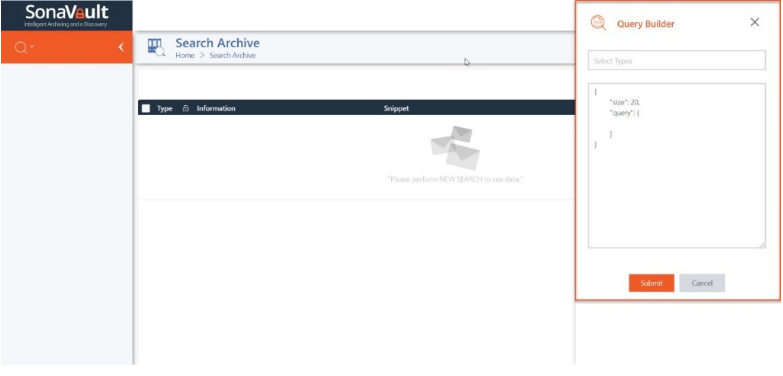 SonaVault
Intelligent Archiving and e-Discovery
Search Archive
Home > Search Archive
Type Information Snippet
"Please perform NEW SEARCH to see data."
Query Builder
Select Types
{
"size": 20,
"query": {
}
}
Submit Cancel